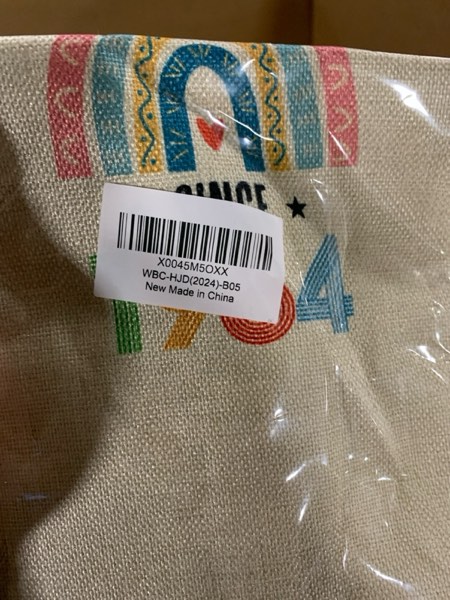 SINCE ★
X0045M5OXX
WBC-HJD(2024)-B05
New Made in China